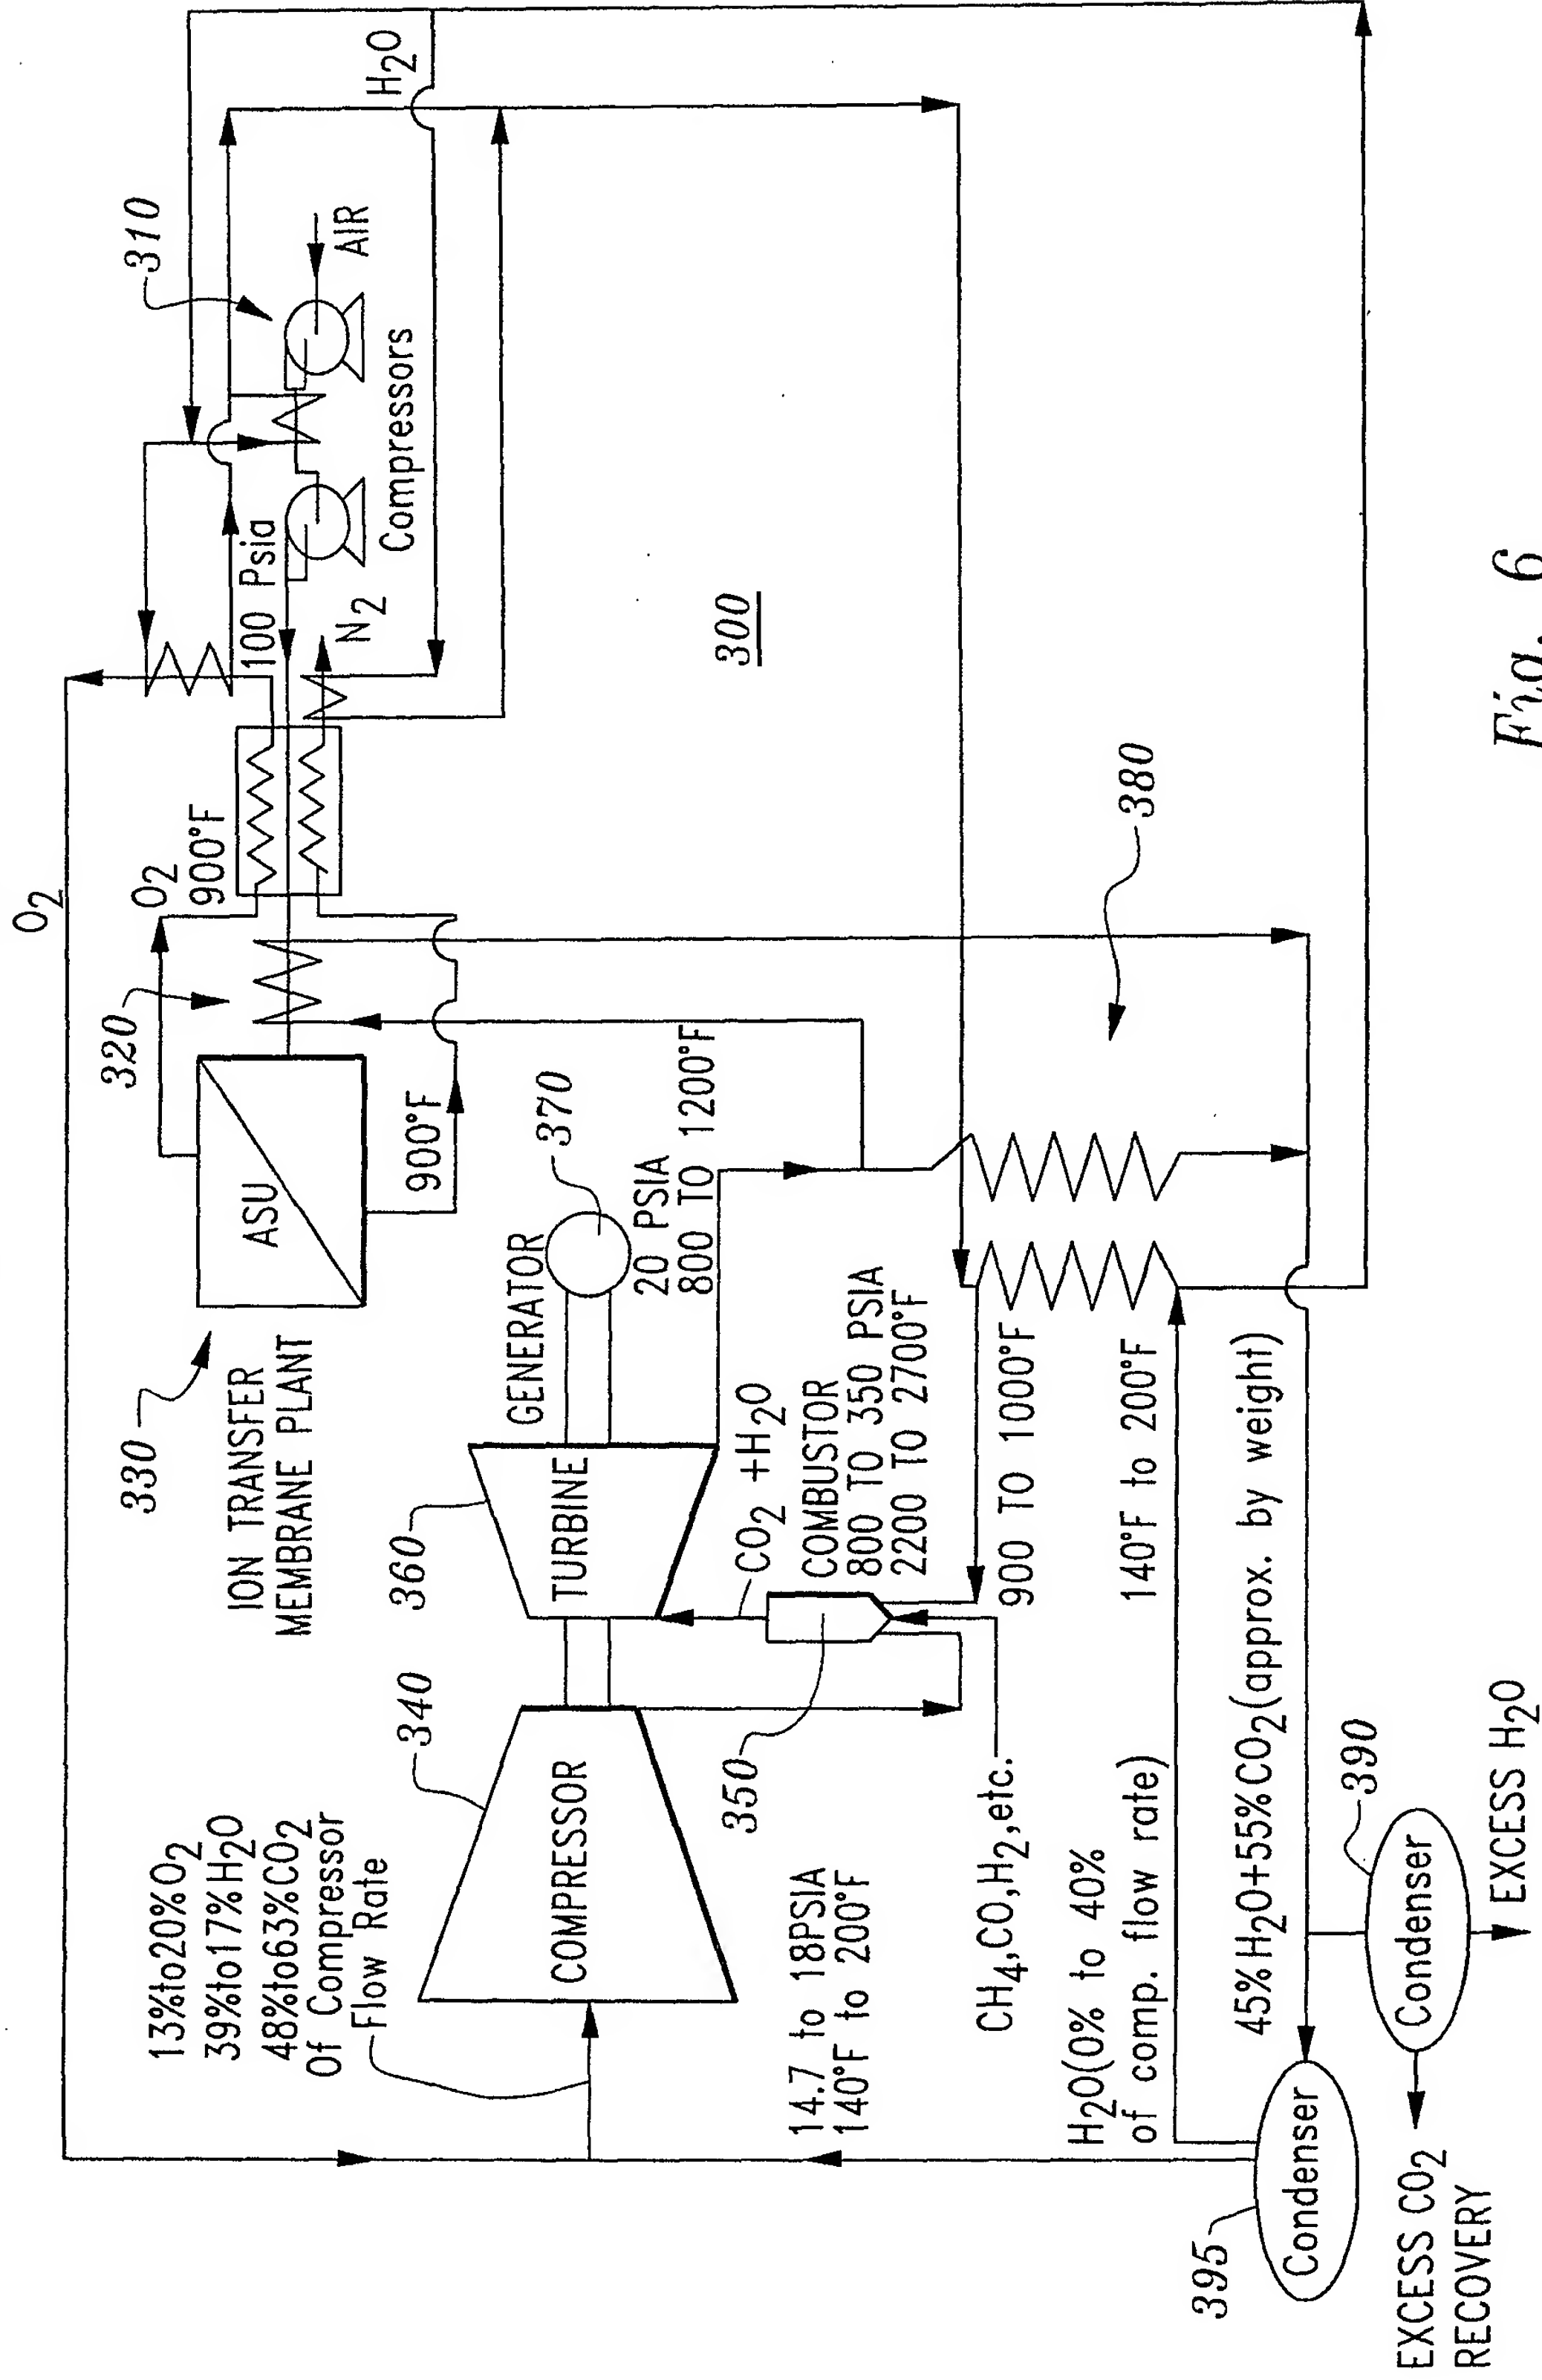 O2
13%to20%O2
39%to17%H2O
48%to63%CO2
Of Compressor
Flow Rate
340
COMPRESSOR
14.7 to 18PSIA
140°F to 200°F
330
ION TRANSFER
MEMBRANE PLANT
360
TURBINE
350
CO2 +H2O
COMBUSTOR
800 TO 350 PSIA
2200 TO 2700°F
CH4,CO,H2,etc.
900 TO 1000°F
GENERATOR
370
20 PSIA
800 TO 1200°F
320
ASU
900°F
O2
900°F
100 Psia
N2
310
AIR
Compressors
H2O
300
380
H2O(0% to 40%
of comp. flow rate)
140°F to 200°F
45%H2O+55%CO2(approx. by weight)
395
Condenser
390
Condenser
EXCESS CO2
RECOVERY
EXCESS H2O
Fig. 6